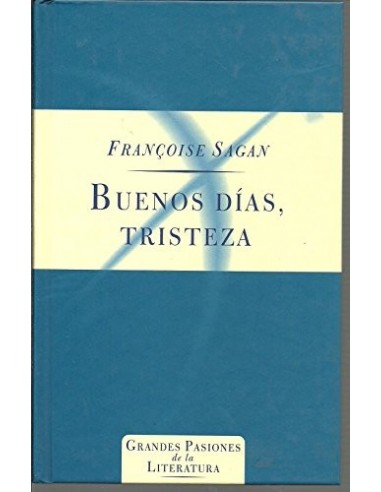 FRANÇOISE SAGAN
BUENOS DÍAS,
TRISTEZA
GRANDES PASIONES
de la
LITERATURA